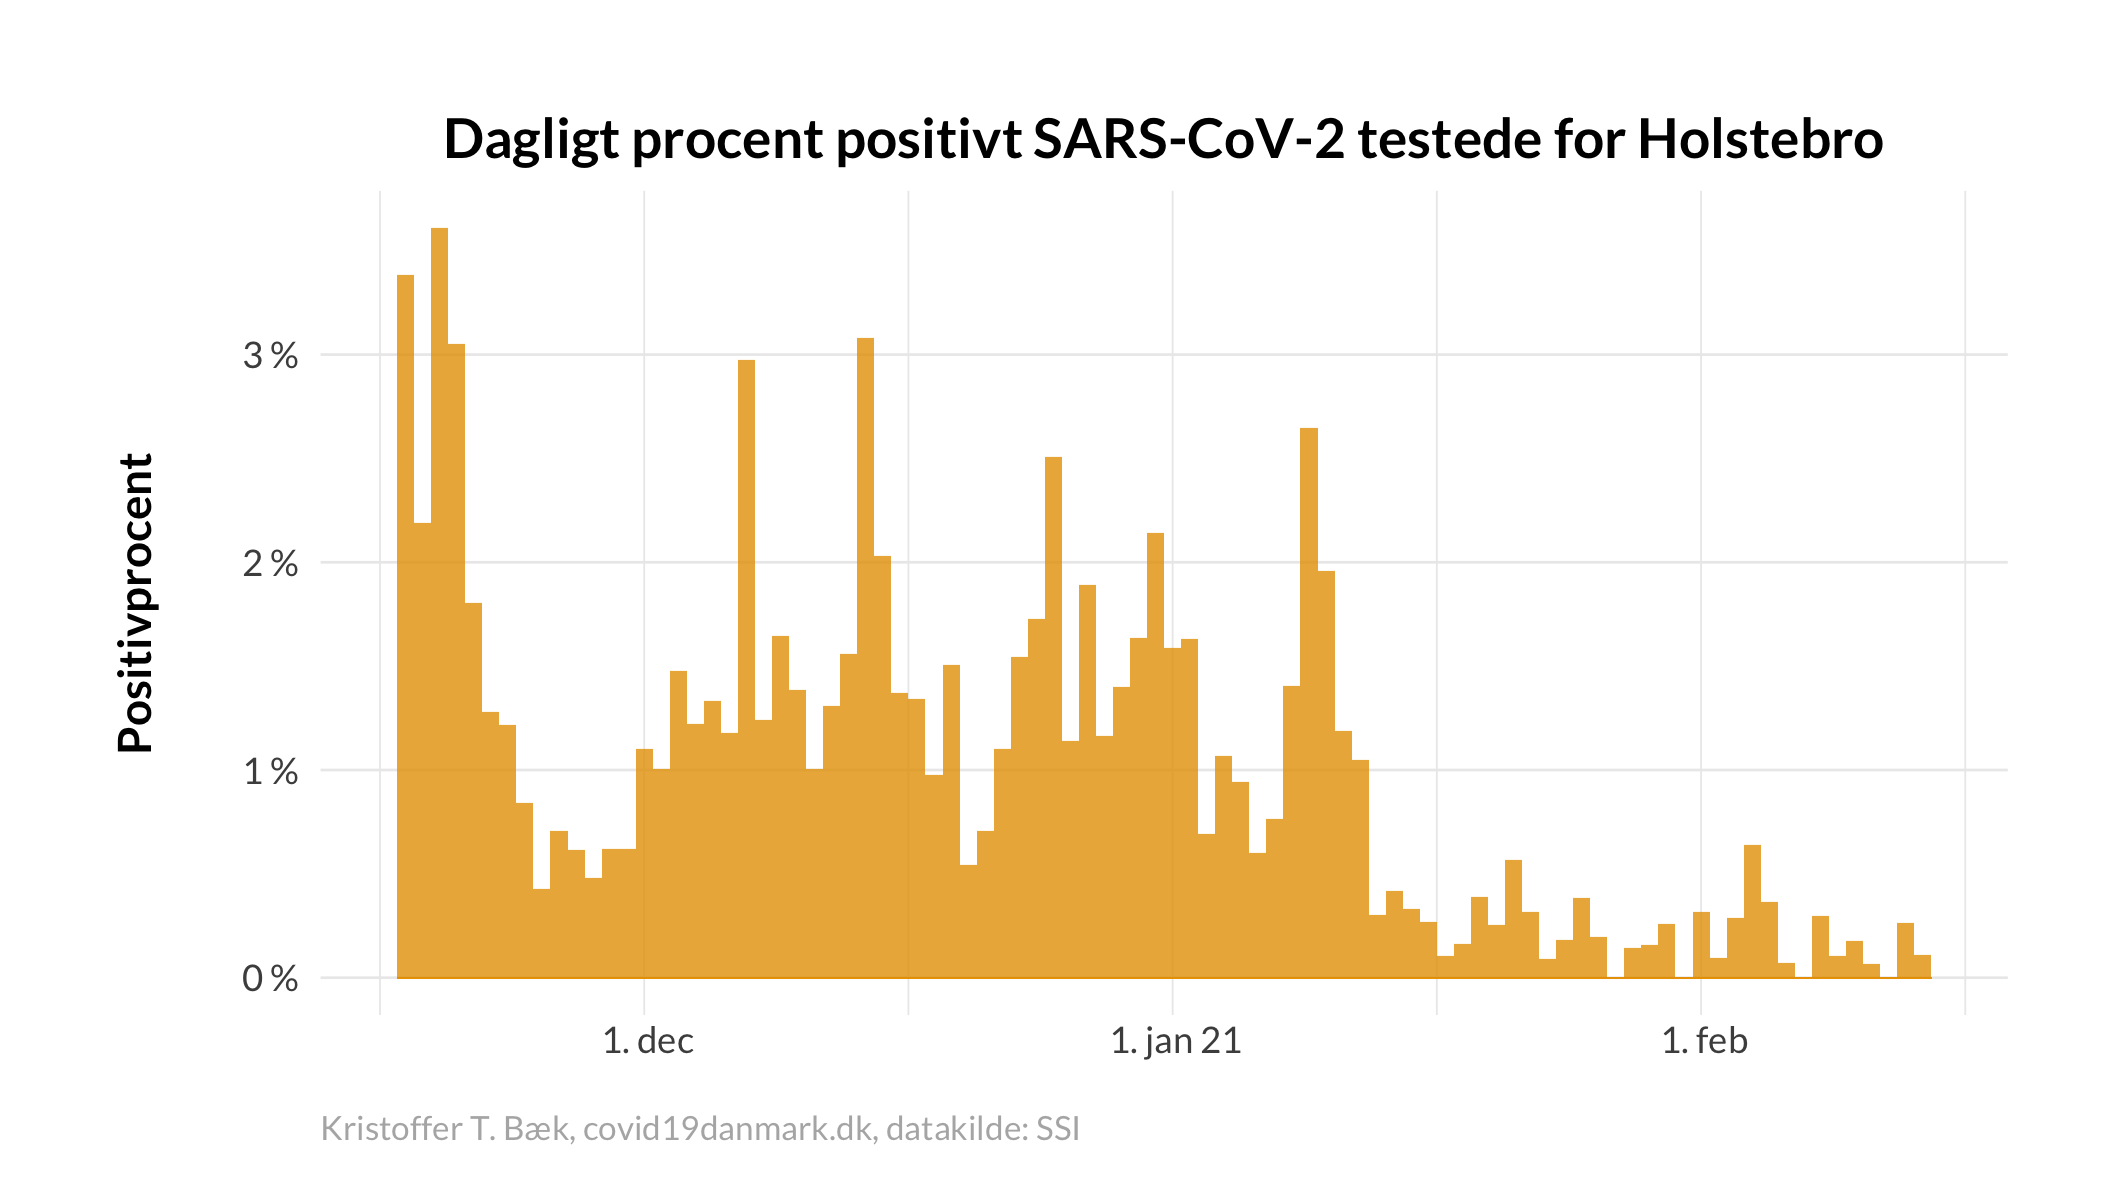 Dagligt procent positivt SARS-CoV-2 testede for Holstebro
Positivprocent
3 %
2 %
1 %
0 %
1. dec
1. jan 21
1. feb
Kristoffer T. Bæk, covid19danmark.dk, datakilde: SSI